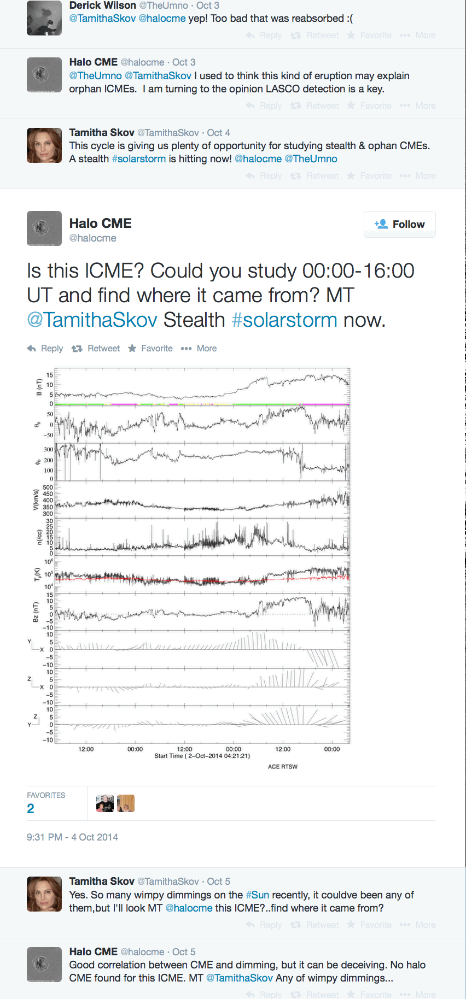 Derick Wilson @TheUmno · Oct 3
@TamithaSkov @halocme yep! Too bad that was reabsorbed :(
Reply Retweet Favorite More
Halo CME @halocme · Oct 3
@TheUmno @TamithaSkov I used to think this kind of eruption may explain
orphan ICMEs. I am turning to the opinion LASCO detection is a key.
Reply Retweet Favorite More
Tamitha Skov @TamithaSkov · Oct 4
This cycle is giving us plenty of opportunity for studying stealth & ophan CMEs.
A stealth #solarstorm is hitting now! @halocme @TheUmno
Reply Retweet Favorite More
Halo CME
@halocme
Follow
Is this ICME? Could you study 00:00-16:00
UT and find where it came from? MT
@TamithaSkov Stealth #solarstorm now.
Reply Retweet Favorite More
B (nT)
15
10
5
0
θB
50
0
-50
φB
300
200
100
0
V(km/s)
500
450
400
350
300
n(/cc)
30
25
20
15
10
5
0
Tp(K)
10⁶
10⁵
10⁴
Bz (nT)
15
10
5
0
-5
-10
Y
X
10
5
0
-5
-10
Z
X
10
5
0
-5
-10
Z
Y
10
5
0
-5
-10
12:00 00:00 12:00 00:00 12:00 00:00
Start Time ( 2-Oct-2014 04:21:21)
ACE RTSW
FAVORITES
2
9:31 PM - 4 Oct 2014
Tamitha Skov @TamithaSkov · Oct 5
Yes. So many wimpy dimmings on the #Sun recently, it couldve been any of
them,but I'll look MT @halocme this ICME?..find where it came from?
Reply Retweet Favorite More
Halo CME @halocme · Oct 5
Good correlation between CME and dimming, but it can be deceiving. No halo
CME found for this ICME. MT @TamithaSkov Any of wimpy dimmings...
Reply Retweet Favorite More